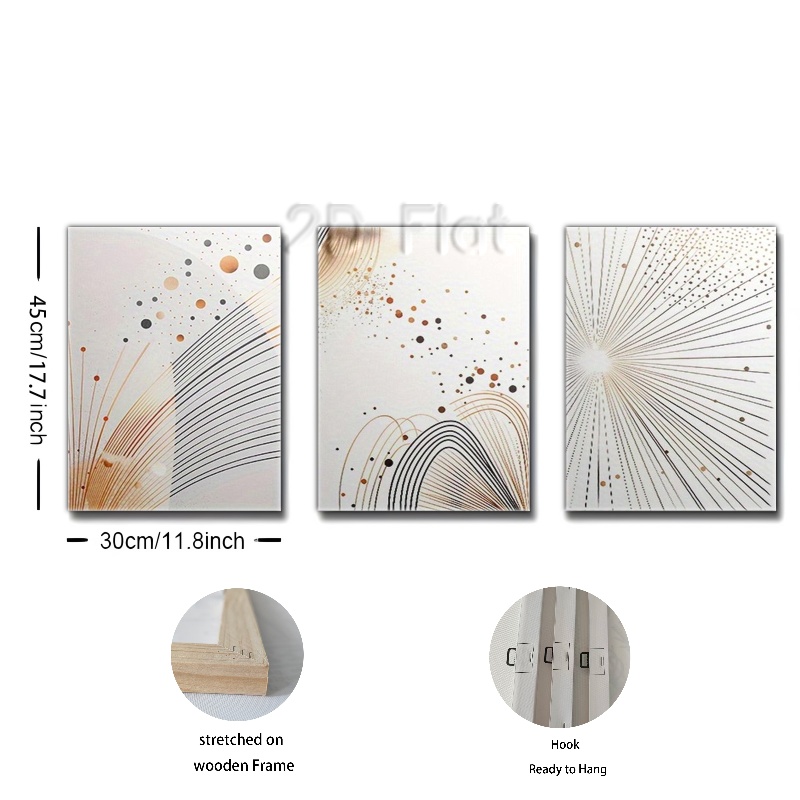 2D Flat
45cm/17.7inch
30cm/11.8inch
stretched on
wooden Frame
Hook
Ready to Hang